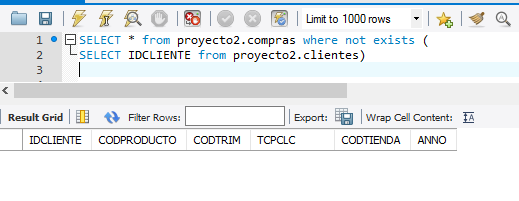 Limit to 1000 rows
1 SELECT * from proyecto2.compras where not exists (
2 SELECT IDCLIENTE from proyecto2.clientes)
3
Result Grid Filter Rows: Export: Wrap Cell Content:
IDCLIENTE CODPRODUCTO CODTRIM TCPCLC CODTIENDA ANNO